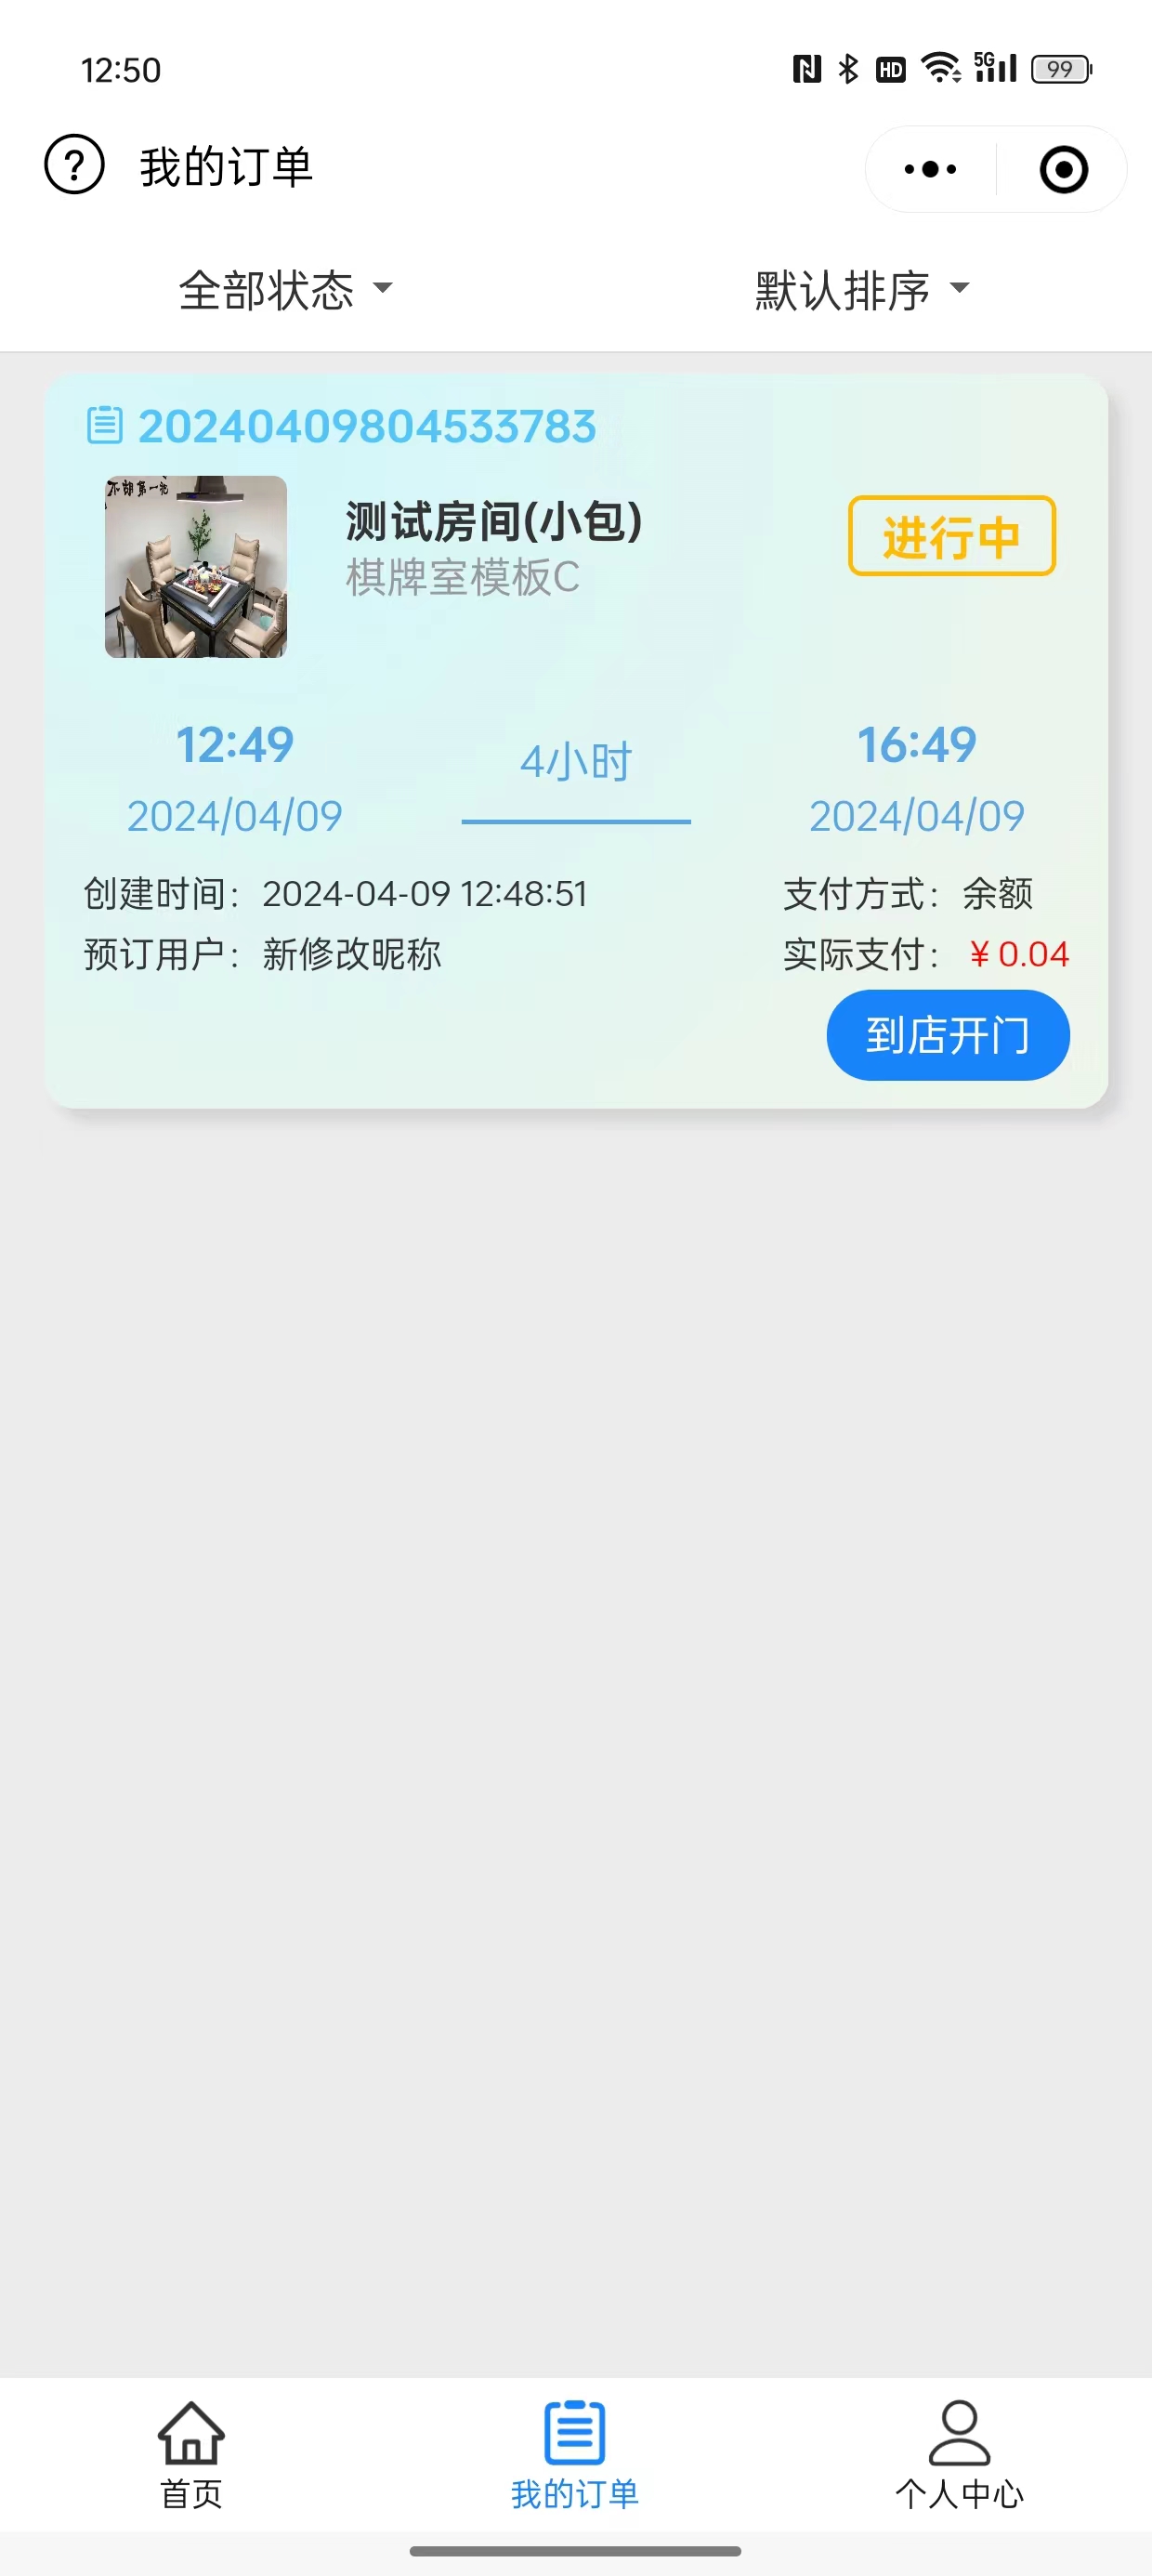 12:50
HD 5G 99
我的订单
全部状态 默认排序
20240409804533783
测试房间(小包)
棋牌室模板C
进行中
12:49 4小时 16:49
2024/04/09 2024/04/09
创建时间：2024-04-09 12:48:51 支付方式：余额
预订用户：新修改昵称 实际支付：￥0.04
到店开门
首页 我的订单 个人中心